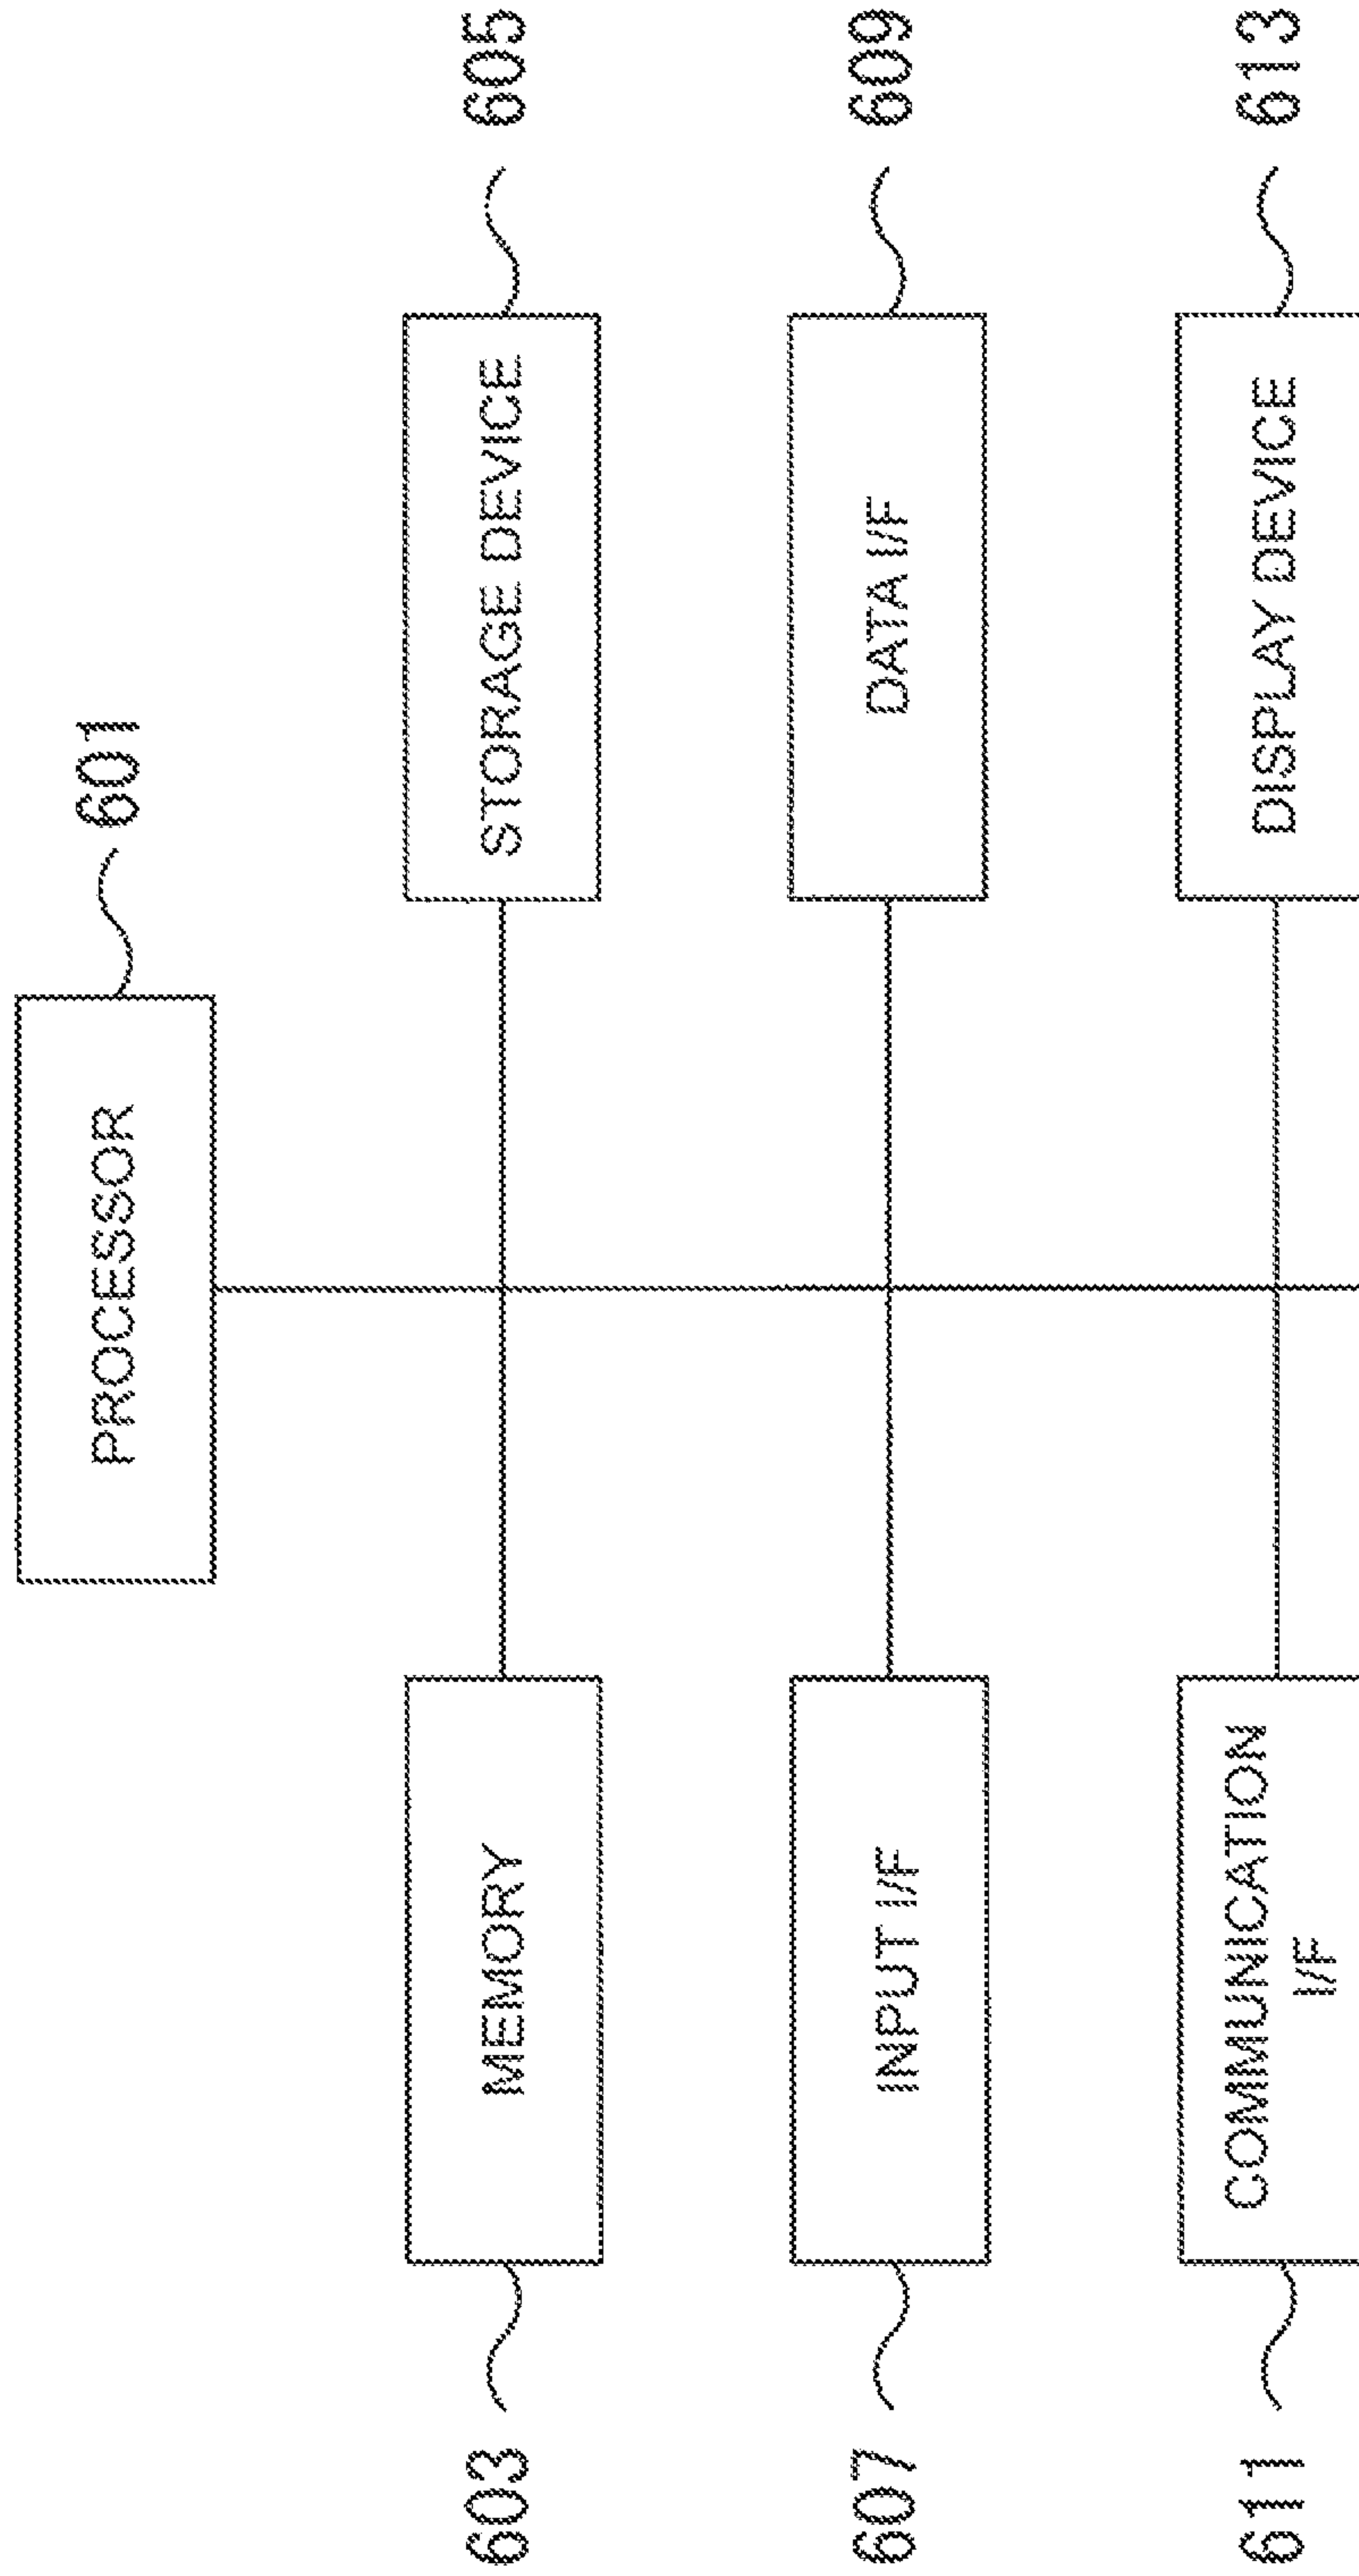 PROCESSOR
601
603
MEMORY
STORAGE DEVICE
605
607
INPUT I/F
DATA I/F
609
611
COMMUNICATION
I/F
DISPLAY DEVICE
613